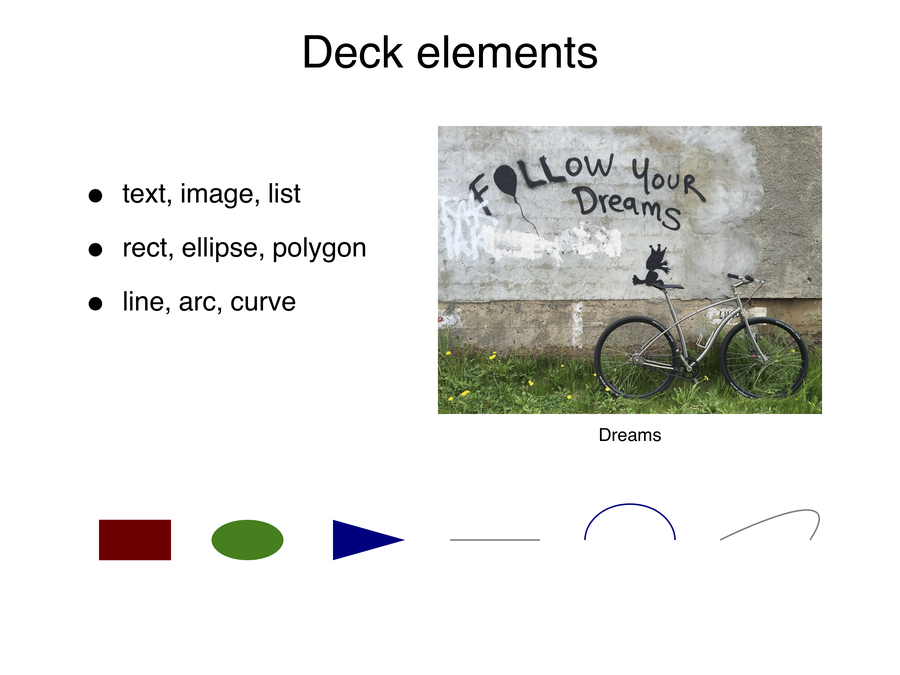 Deck elements
● text, image, list
● rect, ellipse, polygon
● line, arc, curve
FOLLOW YOUR
Dreams
Dreams